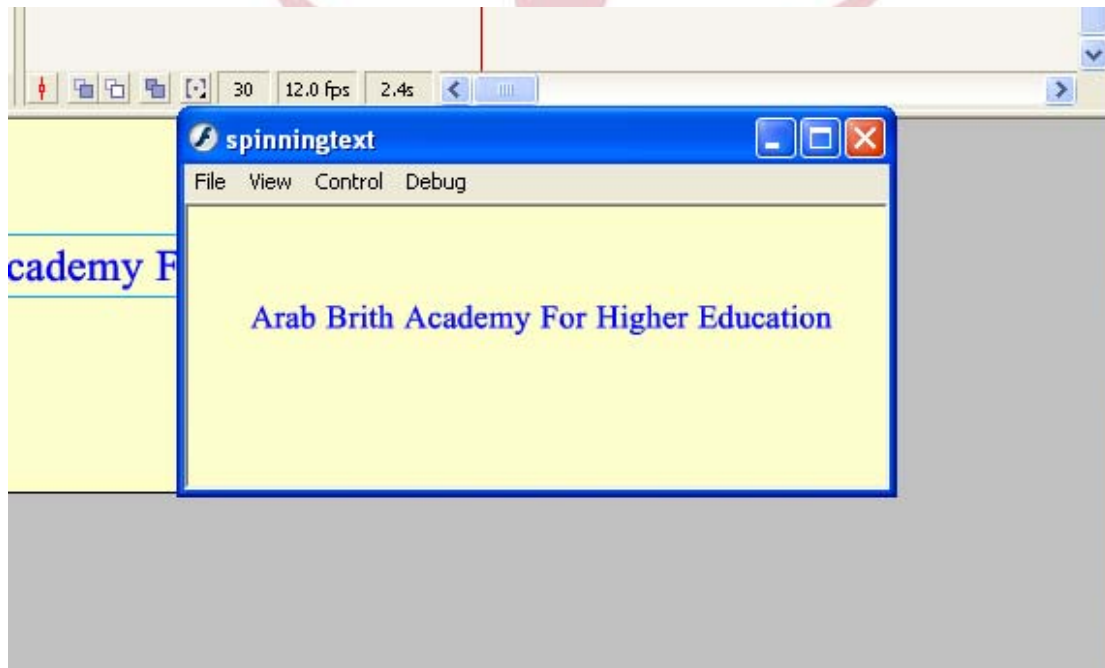 30 12.0 fps 2.4s
spinningtext
File View Control Debug
cademy F
Arab Brith Academy For Higher Education